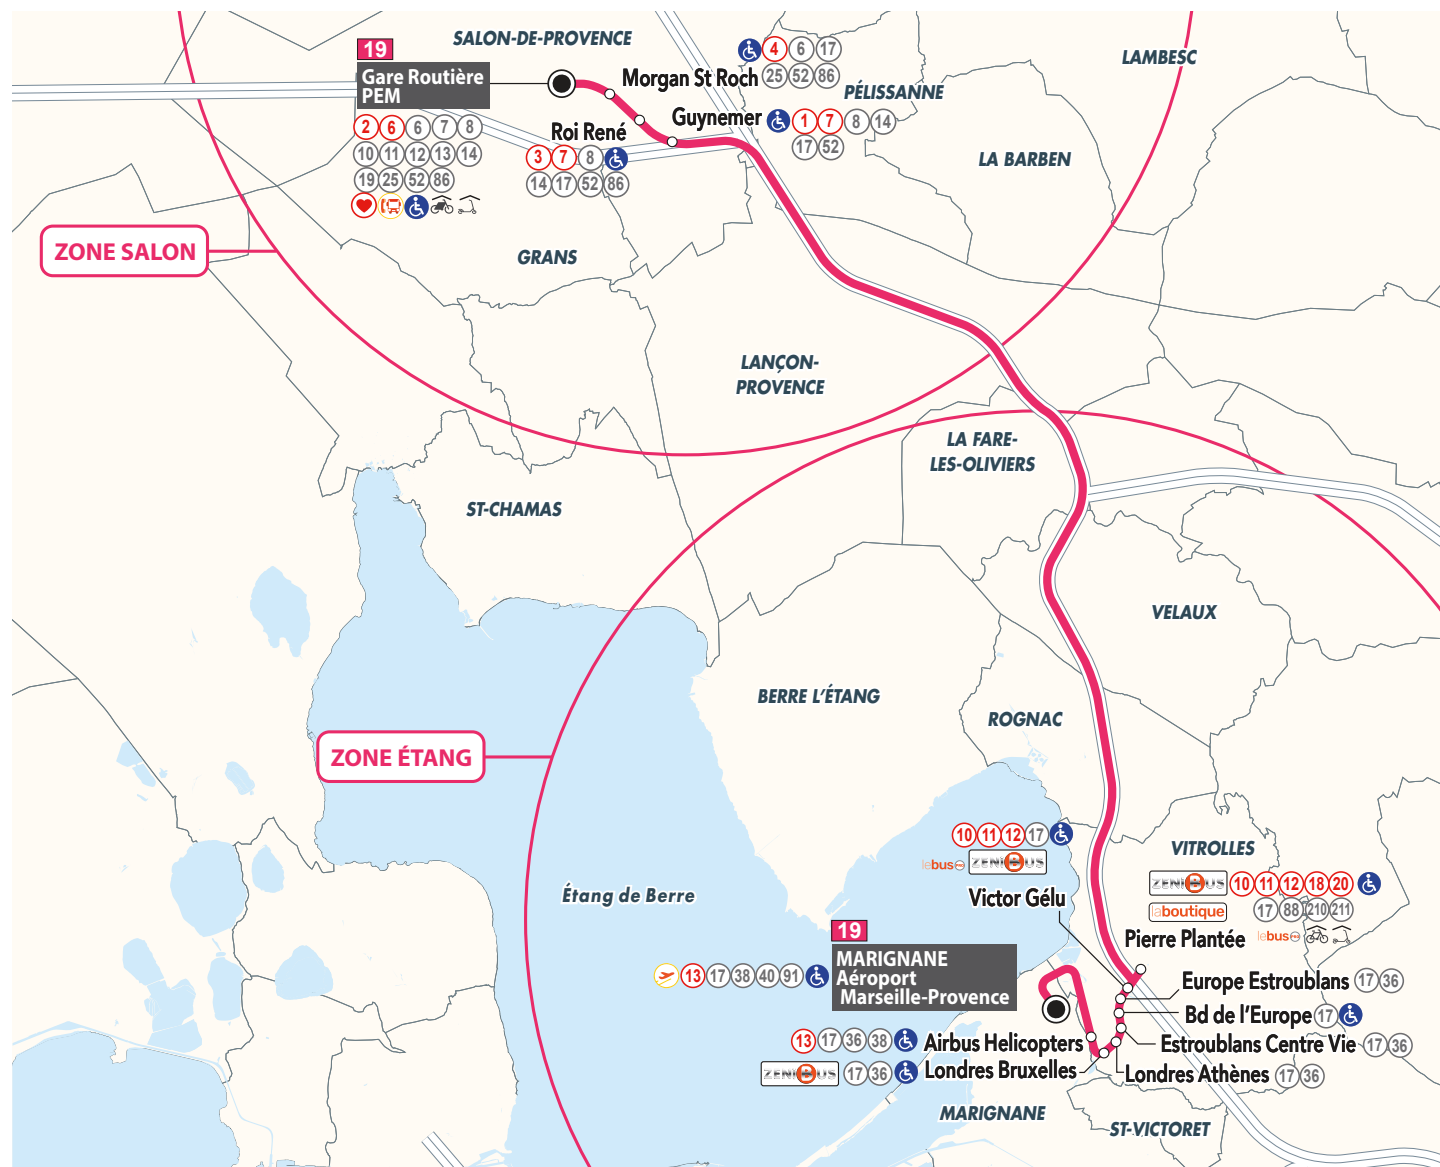 SALON-DE-PROVENCE
19
Gare Routière
PEM
2 6 6 7 8
10 11 12 13 14
19 25 52 86
Morgan St Roch
4 6 17
25 52 86
Guynemer
1 7 8 14
17 52
Roi René
3 7 8
14 17 52 86
PÉLISSANNE
LAMBESC
LA BARBEN
ZONE SALON
GRANS
LANÇON-
PROVENCE
LA FARE-
LES-OLIVIERS
ST-CHAMAS
VELAUX
BERRE L'ÉTANG
ROGNAC
ZONE ÉTANG
Étang de Berre
10 11 12 17
lebus
ZENIBUS
Victor Gélu
VITROLLES
ZENIBUS 10 11 12 18 20
laboutique 17 88 210 211
Pierre Plantée lebus
19
MARIGNANE
Aéroport
Marseille-Provence
13 17 38 40 91
Europe Estroublans 17 36
Bd de l'Europe 17
Estroublans Centre Vie 17 36
Londres Athènes 17 36
13 17 36 38 Airbus Helicopters
ZENIBUS 17 36 Londres Bruxelles
MARIGNANE
ST-VICTORET